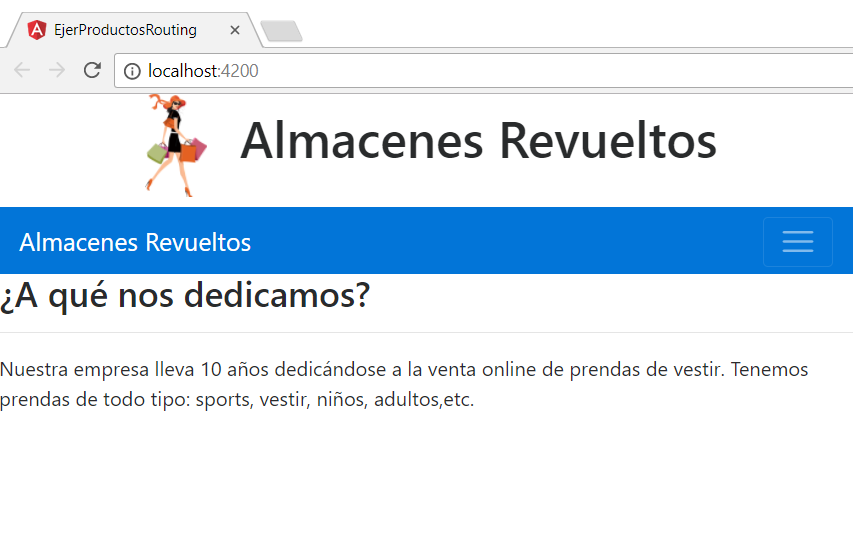 EjerProductosRouting
localhost:4200
Almacenes Revueltos
Almacenes Revueltos
¿A qué nos dedicamos?
Nuestra empresa lleva 10 años dedicándose a la venta online de prendas de vestir. Tenemos
prendas de todo tipo: sports, vestir, niños, adultos,etc.